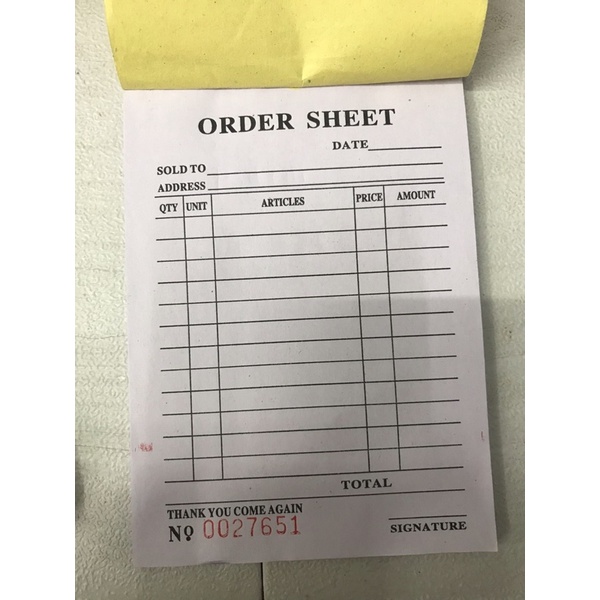 ORDER SHEET
DATE
SOLD TO
ADDRESS
QTY UNIT ARTICLES PRICE AMOUNT
TOTAL
THANK YOU COME AGAIN
Nº 0027651
SIGNATURE